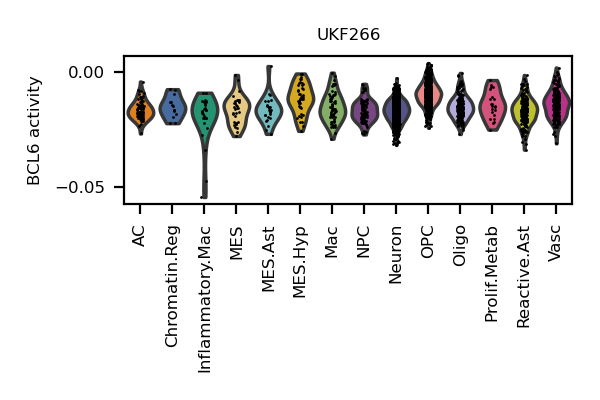 UKF266
BCL6 activity
0.00
−0.05
AC
Chromatin.Reg
Inflammatory.Mac
MES
MES.Ast
MES.Hyp
Mac
NPC
Neuron
OPC
Oligo
Prolif.Metab
Reactive.Ast
Vasc